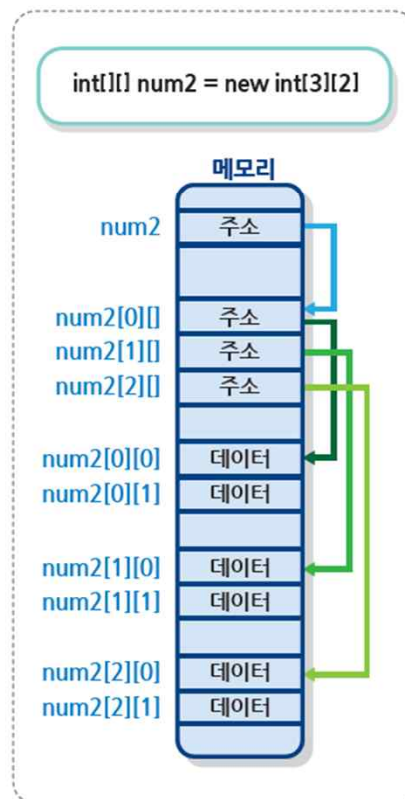 int[][] num2 = new int[3][2]
메모리
num2 주소
num2[0][] 주소
num2[1][] 주소
num2[2][] 주소
num2[0][0] 데이터
num2[0][1] 데이터
num2[1][0] 데이터
num2[1][1] 데이터
num2[2][0] 데이터
num2[2][1] 데이터